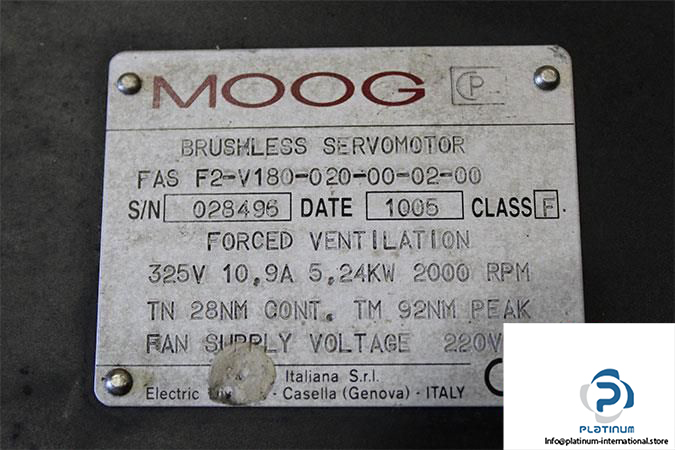 MOOG CP
BRUSHLESS SERVOMOTOR
FAS F2-V180-020-00-02-00
S/N 028496 DATE 1005 CLASS F
FORCED VENTILATION
325V 10,9A 5,24KW 2000 RPM
TN 28NM CONT. TM 92NM PEAK
FAN SUPPLY VOLTAGE 220V
Italiana S.r.l.
Electric - Casella (Genova) - ITALY
PLATINUM
Info@platinum-international.store